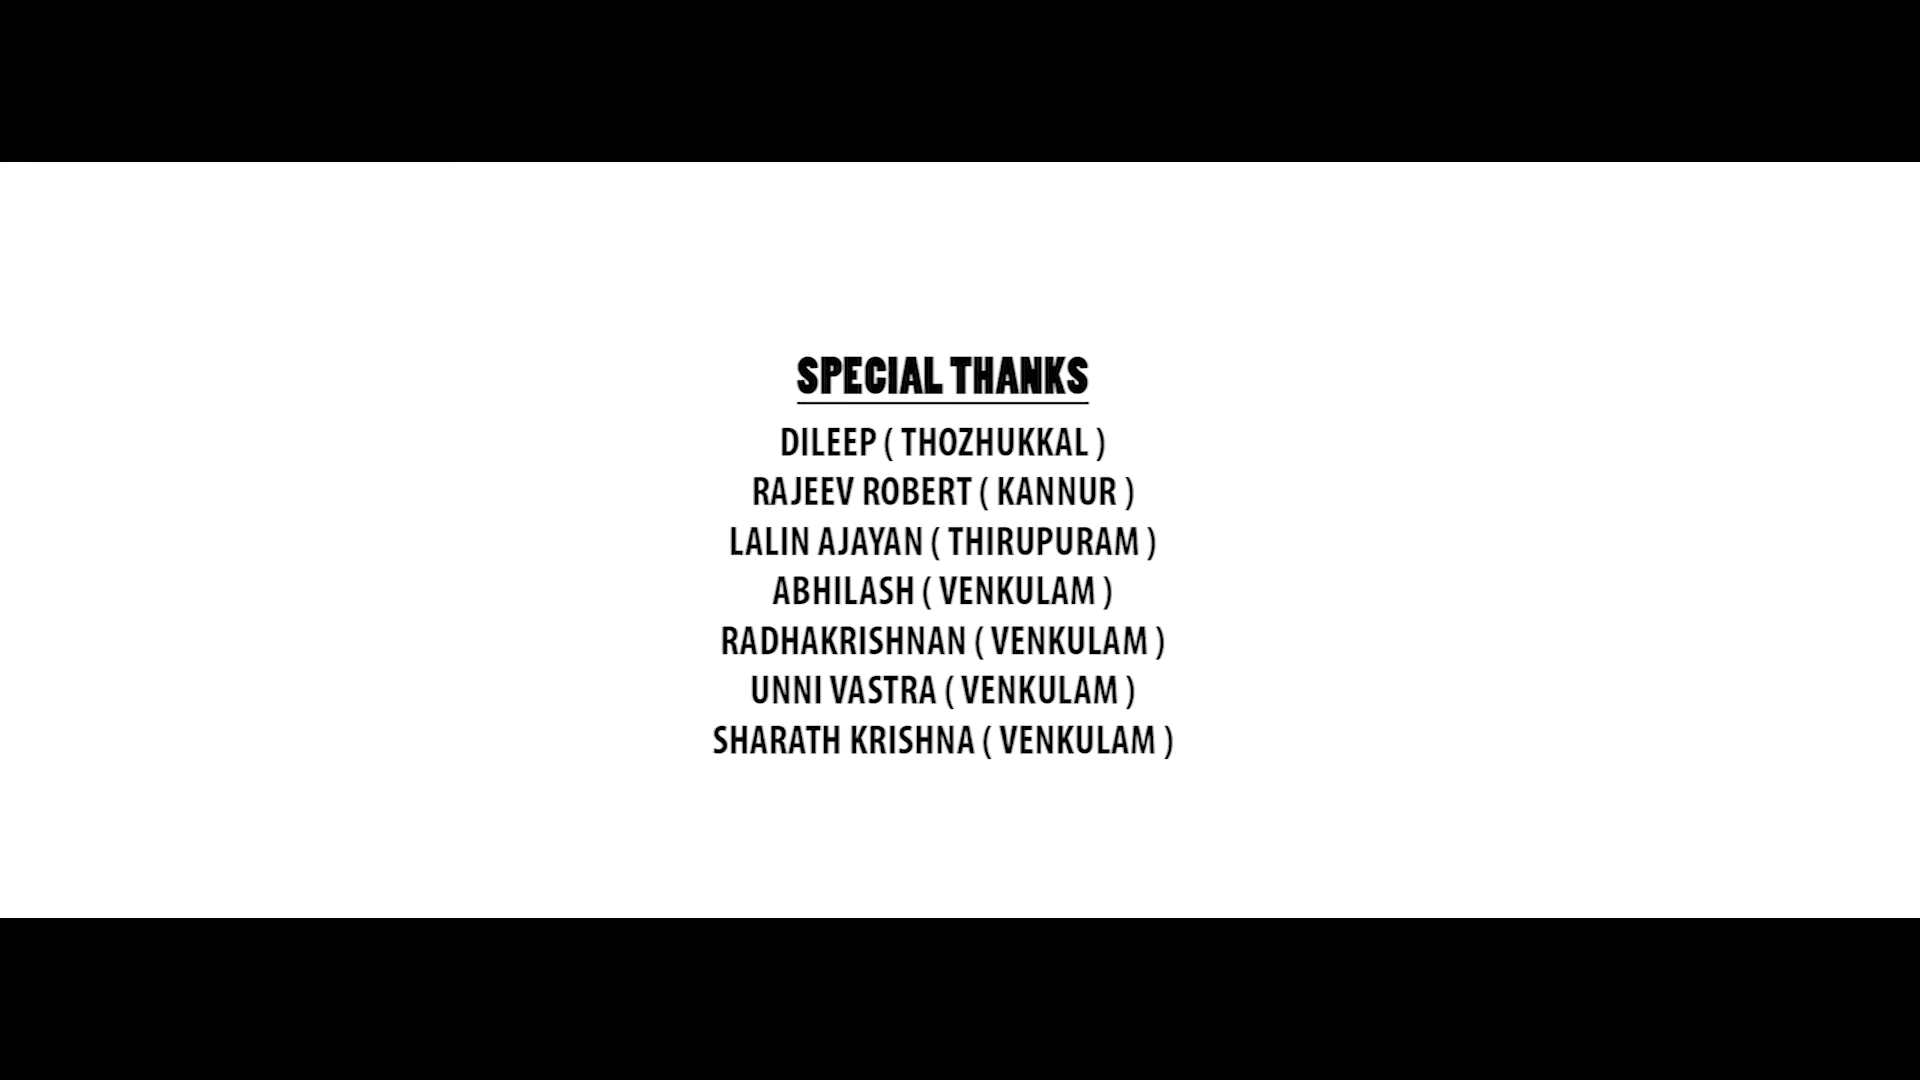 SPECIAL THANKS
DILEEP ( THOZHUKKAL )
RAJEEV ROBERT ( KANNUR )
LALIN AJAYAN ( THIRUPURAM )
ABHILASH ( VENKULAM )
RADHAKRISHNAN ( VENKULAM )
UNNI VASTRA ( VENKULAM )
SHARATH KRISHNA ( VENKULAM )